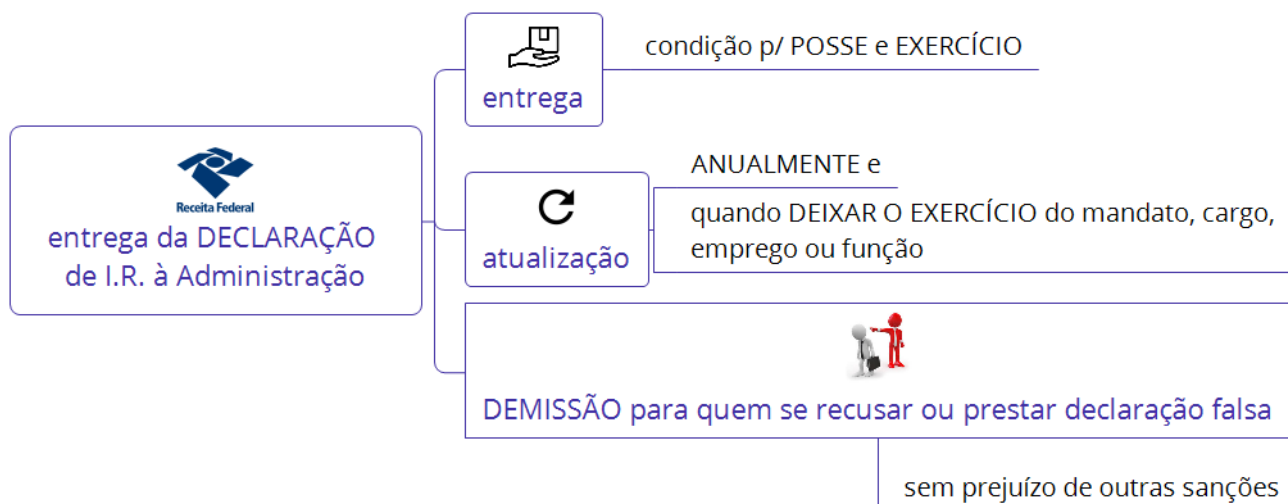 Receita Federal
entrega da DECLARAÇÃO
de I.R. à Administração
entrega
condição p/ POSSE e EXERCÍCIO
atualização
ANUALMENTE e
quando DEIXAR O EXERCÍCIO do mandato, cargo,
emprego ou função
DEMISSÃO para quem se recusar ou prestar declaração falsa
sem prejuízo de outras sanções